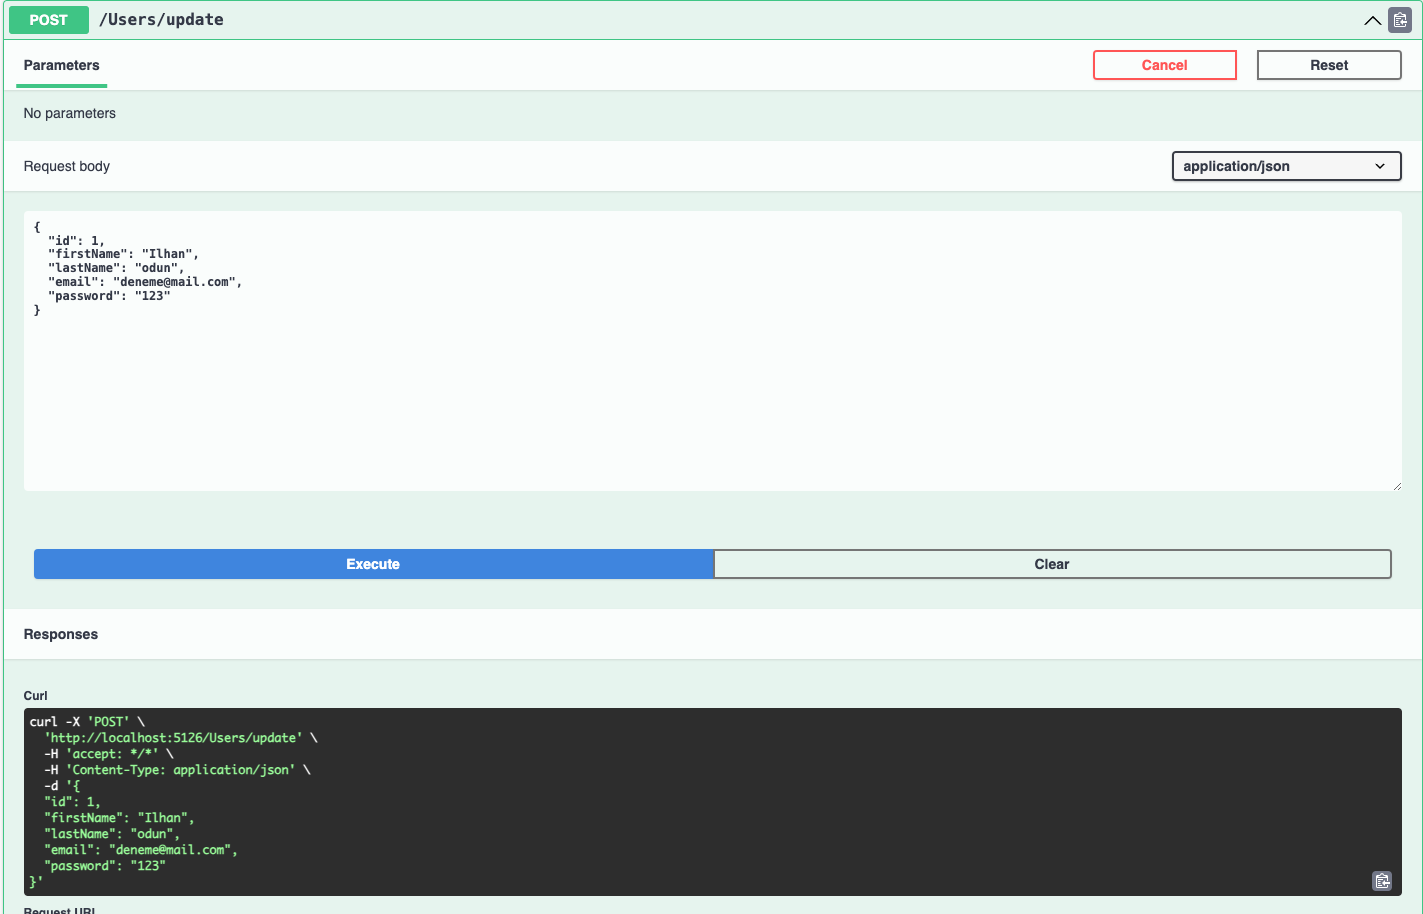 POST /Users/update
Parameters
Cancel
Reset
No parameters
Request body
application/json
{
  "id": 1,
  "firstName": "Ilhan",
  "lastName": "odun",
  "email": "deneme@mail.com",
  "password": "123"
}
Execute
Clear
Responses
Curl
curl -X 'POST' \
  'http://localhost:5126/Users/update' \
  -H 'accept: */*' \
  -H 'Content-Type: application/json' \
  -d '{
  "id": 1,
  "firstName": "Ilhan",
  "lastName": "odun",
  "email": "deneme@mail.com",
  "password": "123"
}'
Request URL